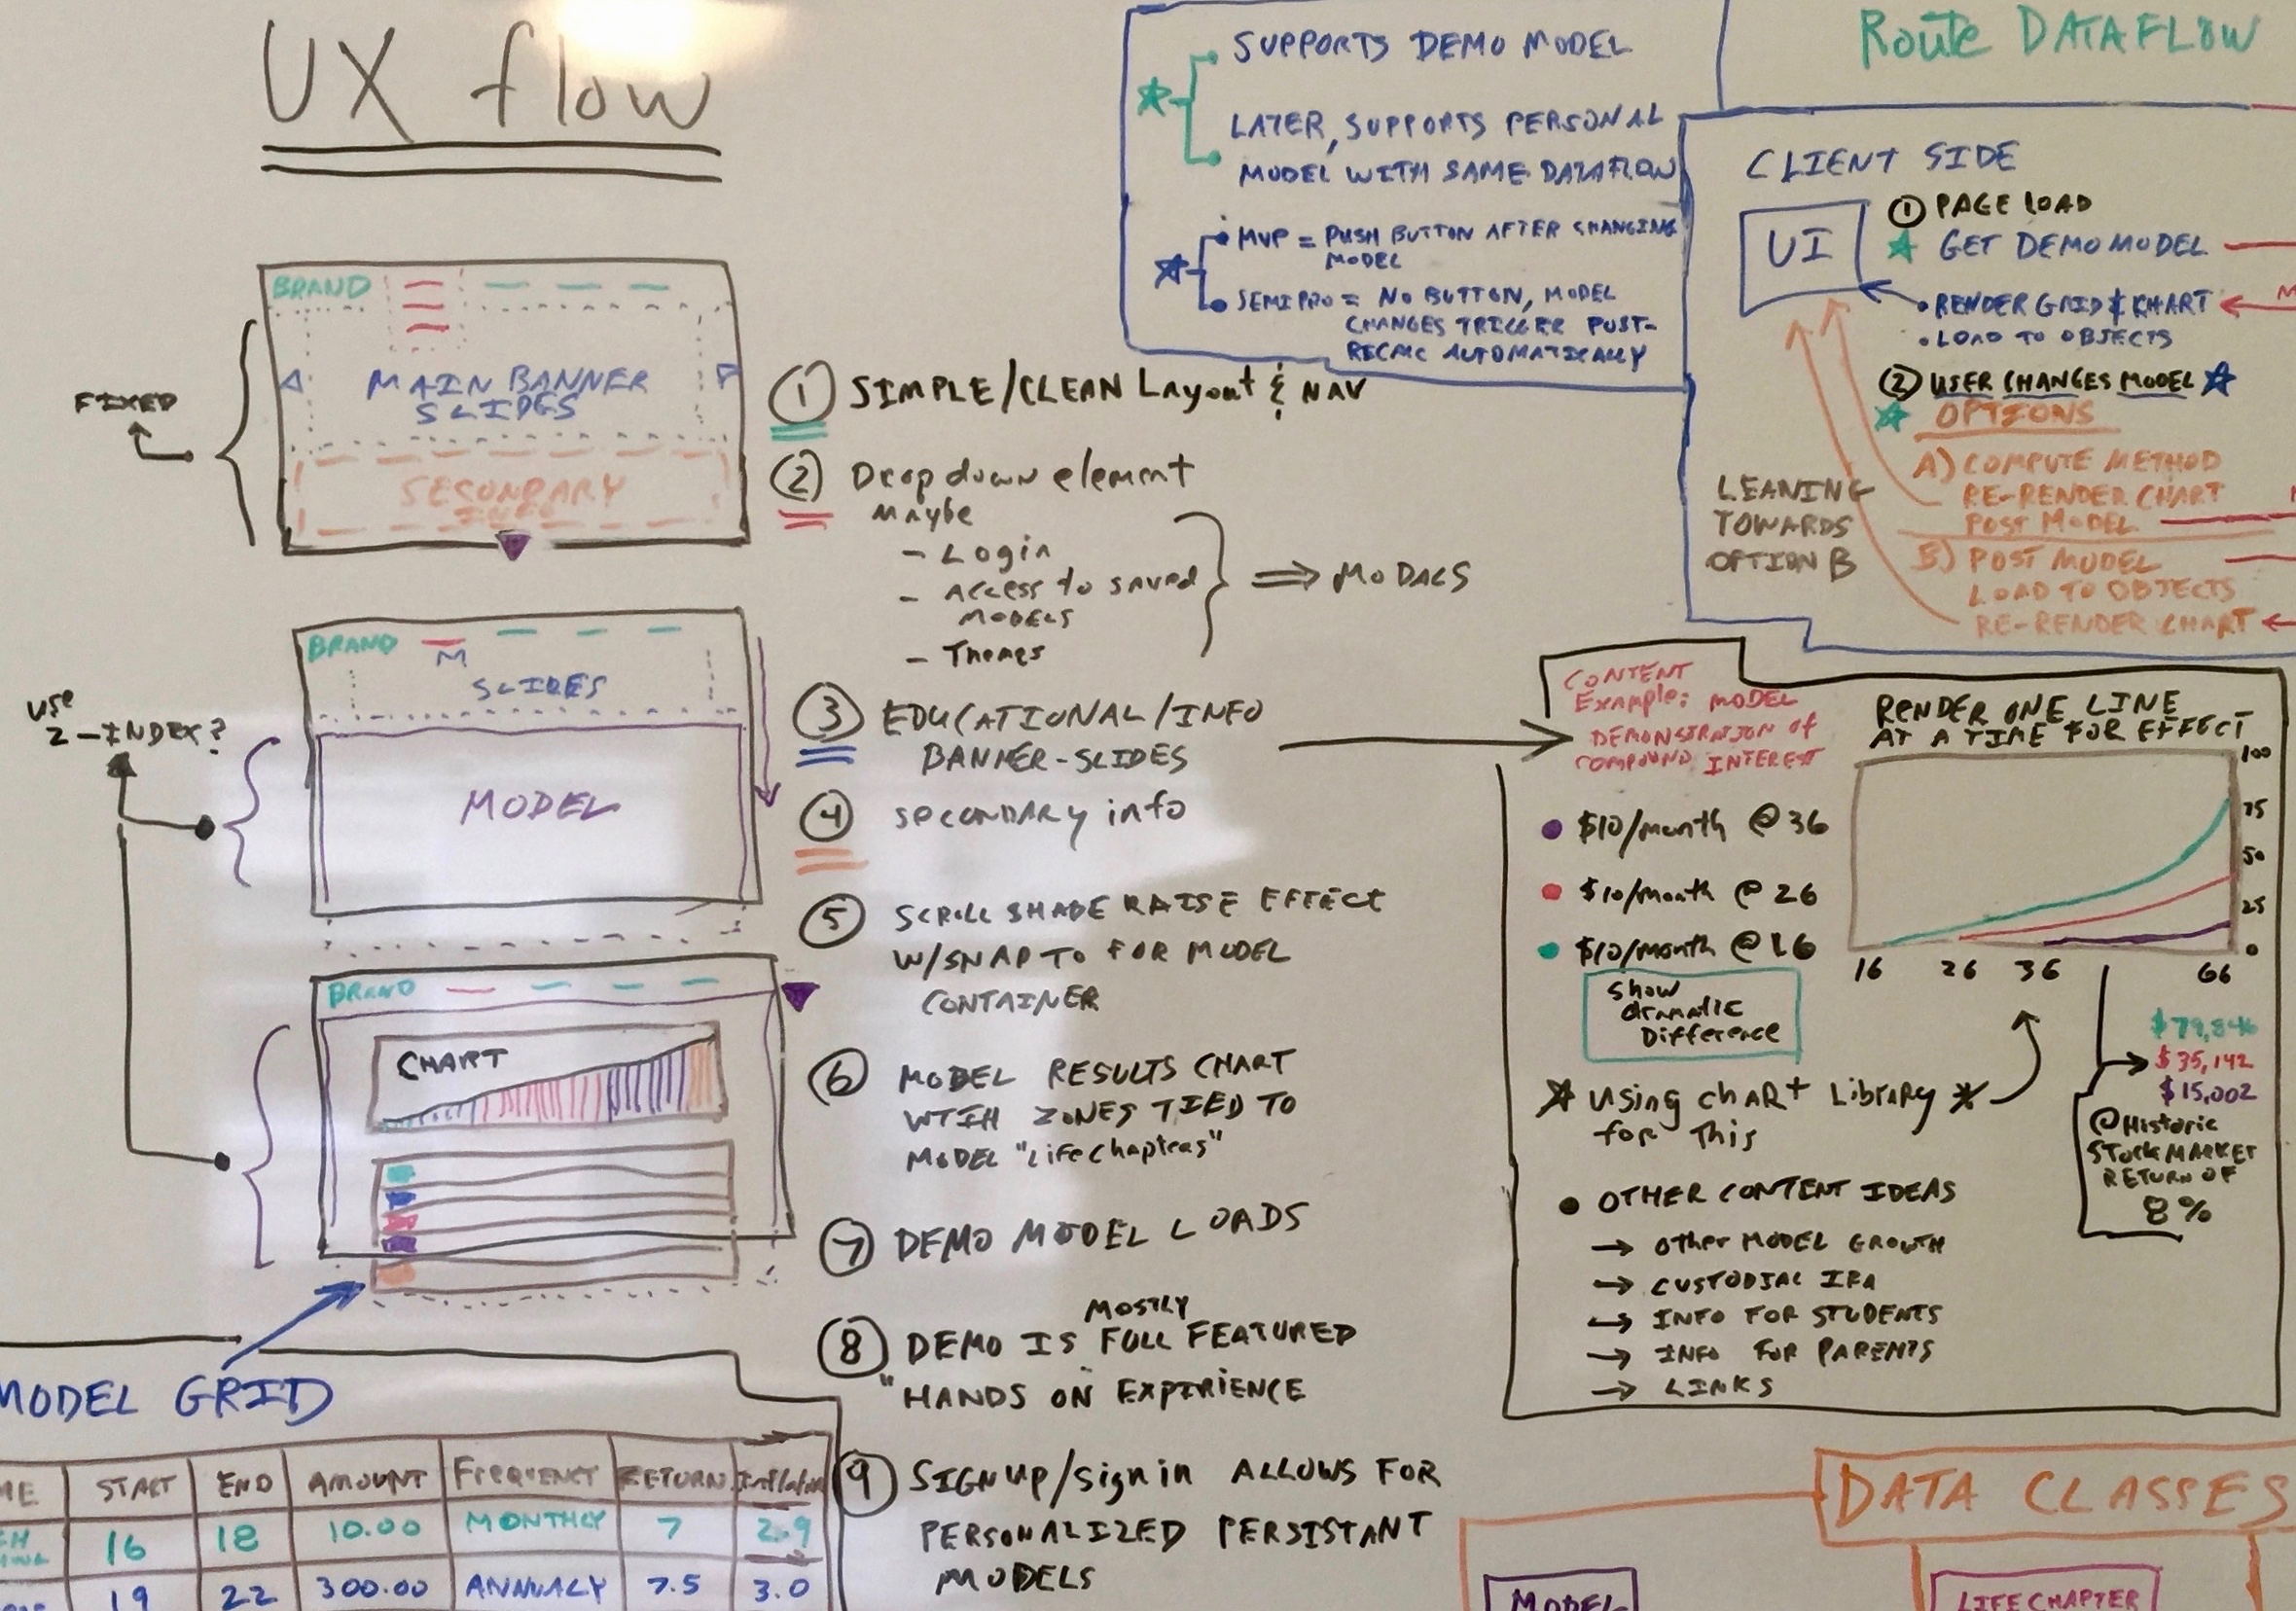 UX flow
FIXED
BRAND
MAIN BANNER
SLIDES
SECONDARY
INFO
USE
Z-INDEX?
BRAND
M
SLIDES
MODEL
BRAND
CHART
① SIMPLE/CLEAN Layout & NAV
② Dropdown element
Maybe
- Login
- Access to saved
MODELS
- Themes
⇒ MODALS
③ EDUCATIONAL/INFO
BANNER-SLIDES
④ SECONDARY info
⑤ SCROLL SHADE RAISE EFFECT
W/SNAP TO FOR MODEL
CONTAINER
⑥ MODEL RESULTS CHART
WTIH ZONES TIED TO
MODEL "Lifechapters"
⑦ DEMO MODEL LOADS
⑧ DEMO IS MOSTLY FULL FEATURED
"HANDS ON EXPIRIENCE
⑨ SIGNUP/sign in ALLOWS FOR
PERSONALIZED PERSISTANT
MODELS
SUPPORTS DEMO MODEL
LATER, SUPPORTS PERSONAL
MODEL WITH SAME DATAFLOW
MVP = PUSH BUTTON AFTER CHANGING
MODEL
SEMIPRO = NO BUTTON, MODEL
CHANGES TRIGGER POST-
RECALC AUTOMATICALLY
Route DATAFLOW
CLIENT SIDE
UI
① PAGE LOAD
GET DEMO MODEL
• RENDER GRID & CHART
• LOAD TO OBJECTS
② USER CHANGES MODEL
OPTIONS
A) COMPUTE METHOD
RE-RENDER CHART
POST MODEL
B) POST MODEL
LOAD TO OBJECTS
RE-RENDER CHART
LEANING
TOWARDS
OPTION B
CONTENT
Example: MODEL
DEMONSTRATION of
COMPOUND INTEREST
RENDER ONE LINE
AT A TIME FOR EFFECT
100
75
50
25
0
16 26 36 66
• $10/month @ 36
• $10/month @ 26
• $10/month @ 16
Show
dramatic
Difference
$79,846
$35,142
$15,002
@Historic
STOCK MARKET
RETURN OF
8%
* Using chart Library *
for This
• OTHER CONTENT IDEAS
→ other MODEL GROWTH
→ CUSTODIAL IRA
→ INFO FOR STUDENTS
→ INFO FOR PARENTS
→ LINKS
MODEL GRID
ME START END AMOUNT FREQUENCY RETURN Inflation
16 18 10.00 MONTHLY 7 2.9
19 22 300.00 ANNUALY 7.5 3.0
DATA CLASSES
MODEL
LIFECHAPTER